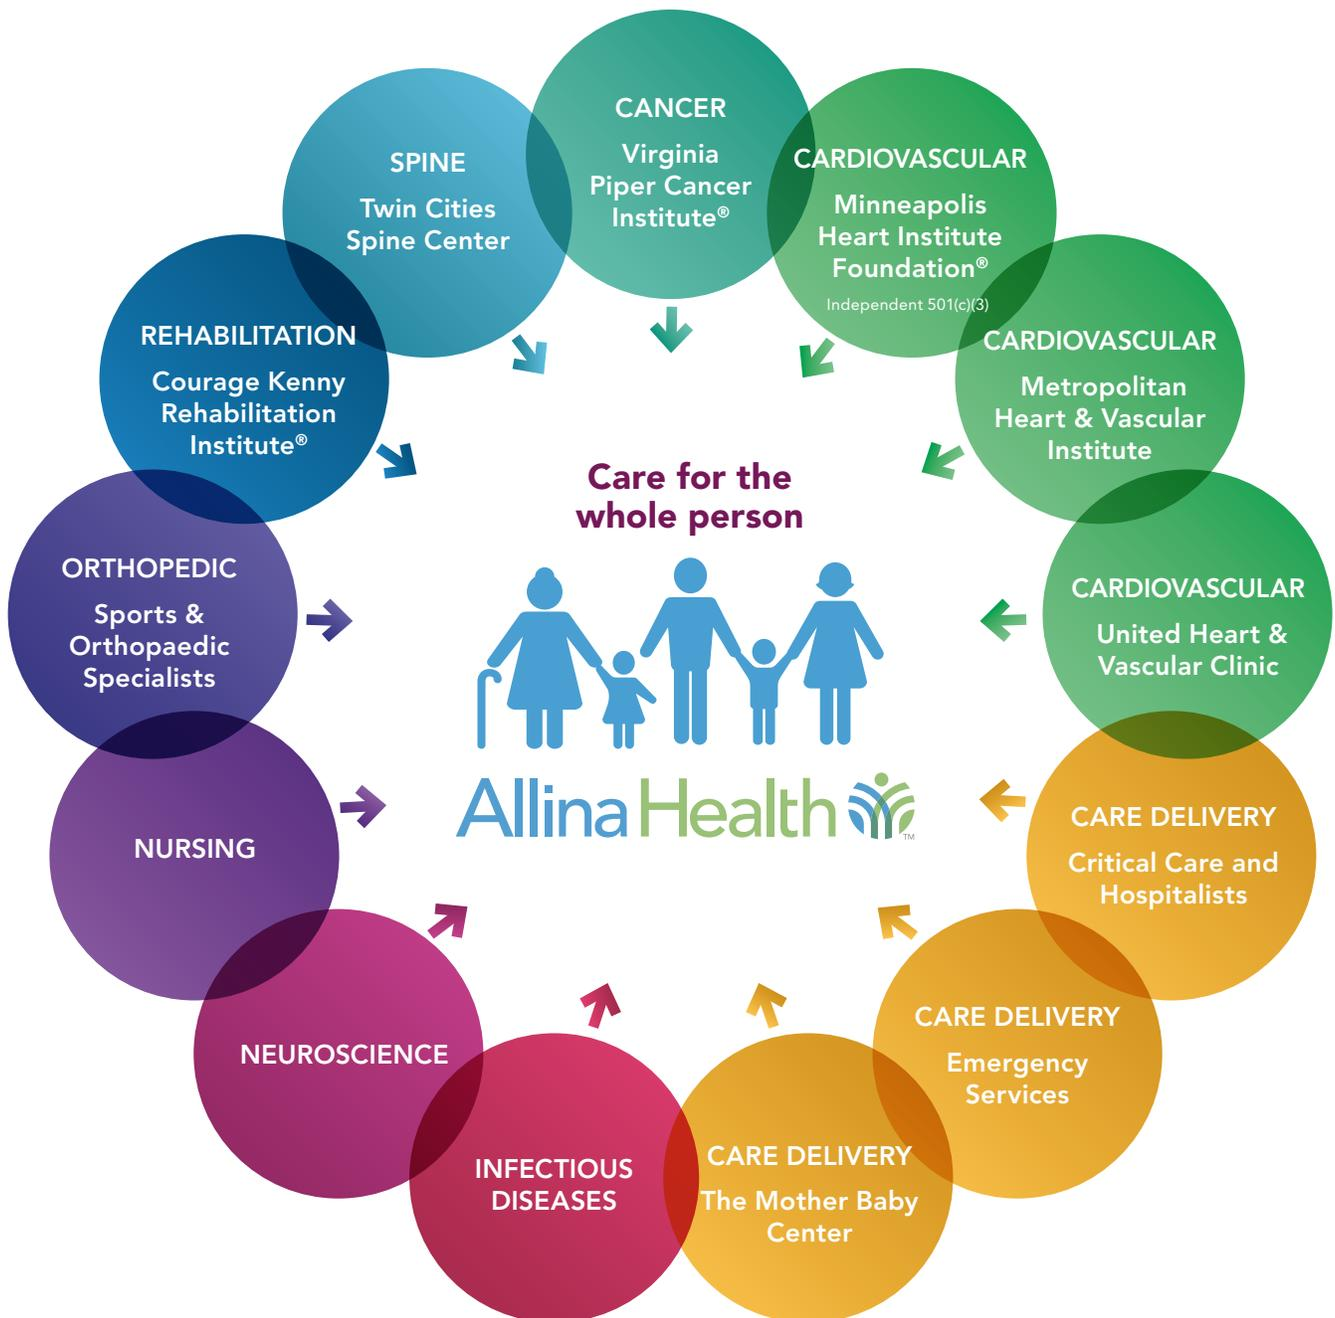 CANCER
Virginia
Piper Cancer
Institute®
CARDIOVASCULAR
Minneapolis
Heart Institute
Foundation®
Independent 501(c)(3)
CARDIOVASCULAR
Metropolitan
Heart & Vascular
Institute
CARDIOVASCULAR
United Heart &
Vascular Clinic
CARE DELIVERY
Critical Care and
Hospitalists
CARE DELIVERY
Emergency
Services
CARE DELIVERY
The Mother Baby
Center
INFECTIOUS
DISEASES
NEUROSCIENCE
NURSING
ORTHOPEDIC
Sports &
Orthopaedic
Specialists
REHABILITATION
Courage Kenny
Rehabilitation
Institute®
SPINE
Twin Cities
Spine Center
Care for the
whole person
Allina Health ™